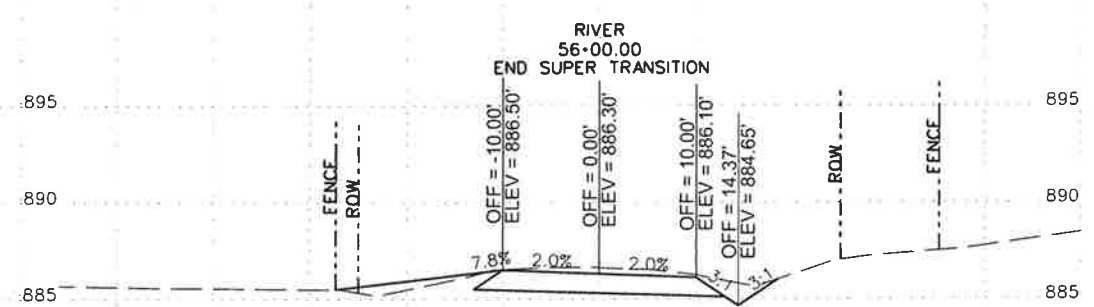 RIVER
56+00.00
END SUPER TRANSITION
895
895
OFF = -10.00'
ELEV = 886.50'
OFF = 0.00'
ELEV = 886.30'
OFF = 10.00'
ELEV = 886.10'
OFF = 14.37'
ELEV = 884.65'
FENCE
ROW
ROW
FENCE
890
890
7.8%
2.0%
2.0%
3:1
3:1
885
885